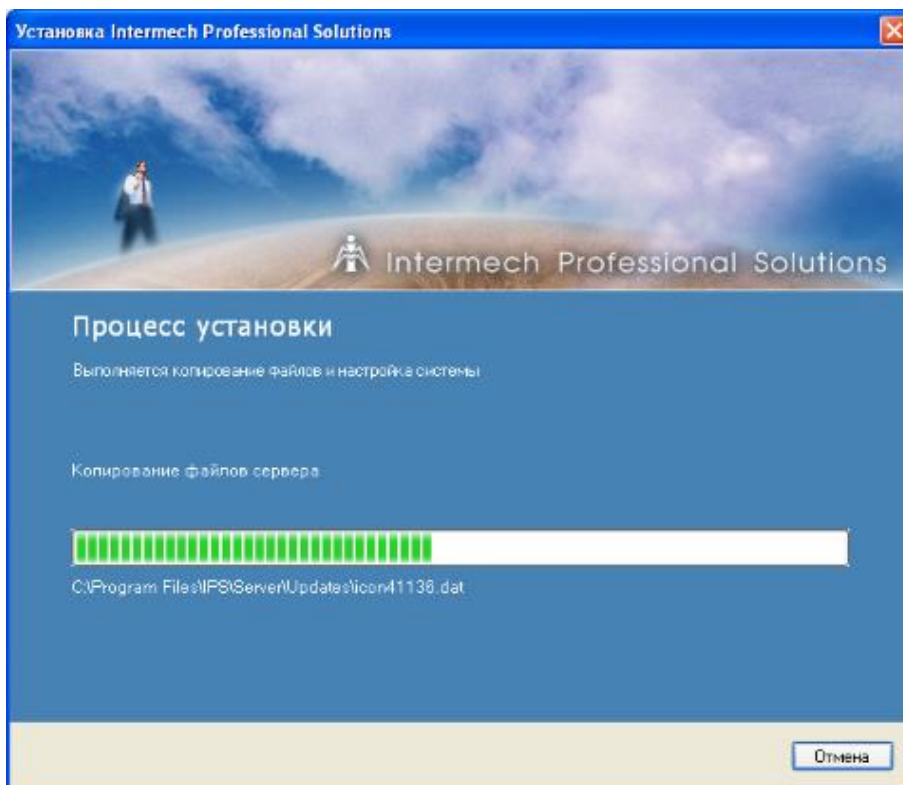 Установка Intermech Professional Solutions
Intermech Professional Solutions
Процесс установки
Выполняется копирование файлов и настройка системы
Копирование файлов сервера
C:\Program Files\IPS\Server\Updates\icon41136.dat
Отмена